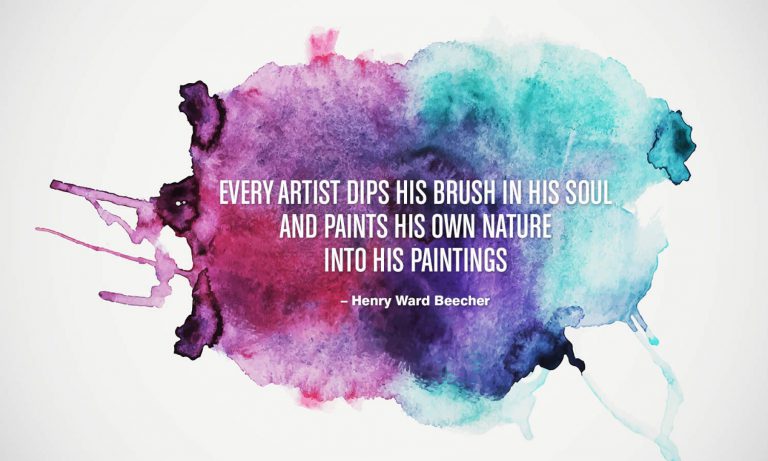 EVERY ARTIST DIPS HIS BRUSH IN HIS SOUL
AND PAINTS HIS OWN NATURE
INTO HIS PAINTINGS
– Henry Ward Beecher